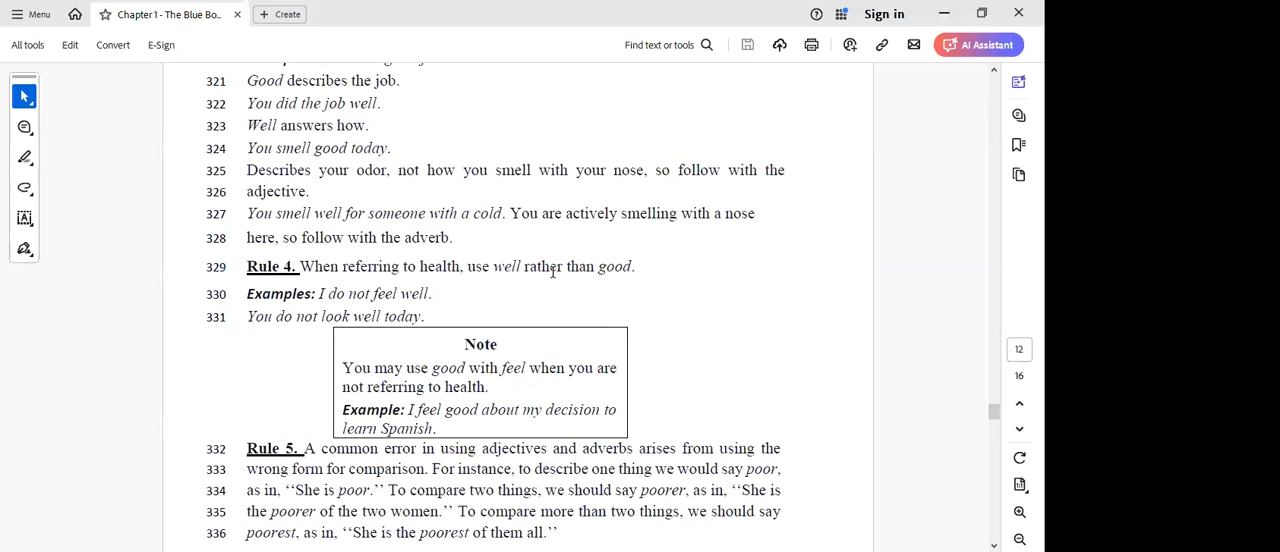 Menu
Chapter1 - The Blue Bo...
Create
Sign in
All tools
Edit
Convert
E-Sign
Find text or tools
AI Assistant
321 Good describes the job.
322 You did the job well.
323 Well answers how.
324 You smell good today.
325 Describes your odor, not how you smell with your nose, so follow with the
326 adjective.
327 You smell well for someone with a cold. You are actively smelling with a nose
328 here, so follow with the adverb.
329 Rule 4. When referring to health, use well rather than good.
330 Examples: I do not feel well.
331 You do not look well today.
Note
You may use good with feel when you are
not referring to health.
Example: I feel good about my decision to
learn Spanish.
332 Rule 5. A common error in using adjectives and adverbs arises from using the
333 wrong form for comparison. For instance, to describe one thing we would say poor,
334 as in, ‘‘She is poor.’’ To compare two things, we should say poorer, as in, ‘‘She is
335 the poorer of the two women.’’ To compare more than two things, we should say
336 poorest, as in, ‘‘She is the poorest of them all.’’
12
16